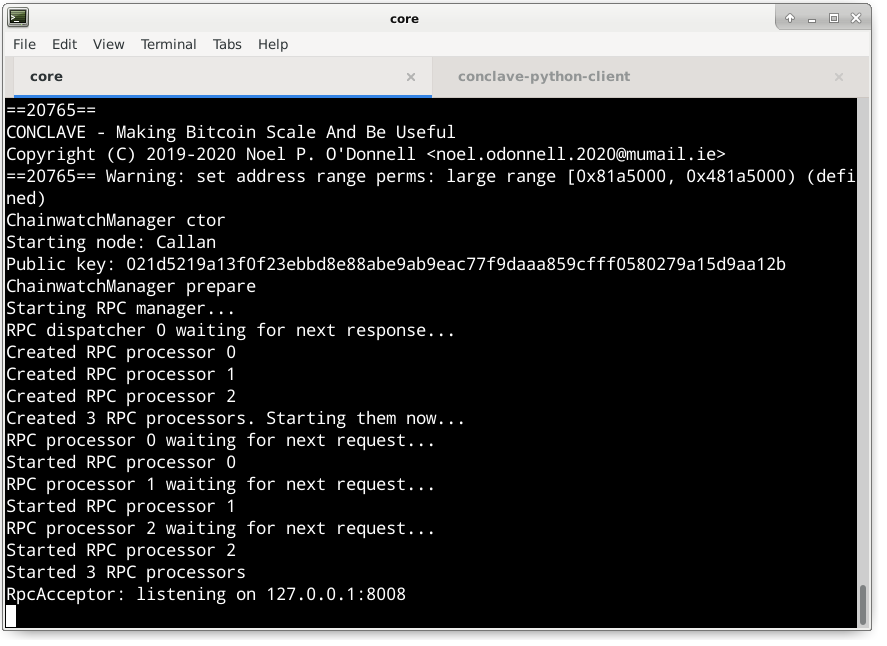 core
File Edit View Terminal Tabs Help
core conclave-python-client
==20765==
CONCLAVE - Making Bitcoin Scale And Be Useful
Copyright (C) 2019-2020 Noel P. O'Donnell <noel.odonnell.2020@mumail.ie>
==20765== Warning: set address range perms: large range [0x81a5000, 0x481a5000) (defi
ned)
ChainwatchManager ctor
Starting node: Callan
Public key: 021d5219a13f0f23ebbd8e88abe9ab9eac77f9daaa859cfff0580279a15d9aa12b
ChainwatchManager prepare
Starting RPC manager...
RPC dispatcher 0 waiting for next response...
Created RPC processor 0
Created RPC processor 1
Created RPC processor 2
Created 3 RPC processors. Starting them now...
RPC processor 0 waiting for next request...
Started RPC processor 0
RPC processor 1 waiting for next request...
Started RPC processor 1
RPC processor 2 waiting for next request...
Started RPC processor 2
Started 3 RPC processors
RpcAcceptor: listening on 127.0.0.1:8008